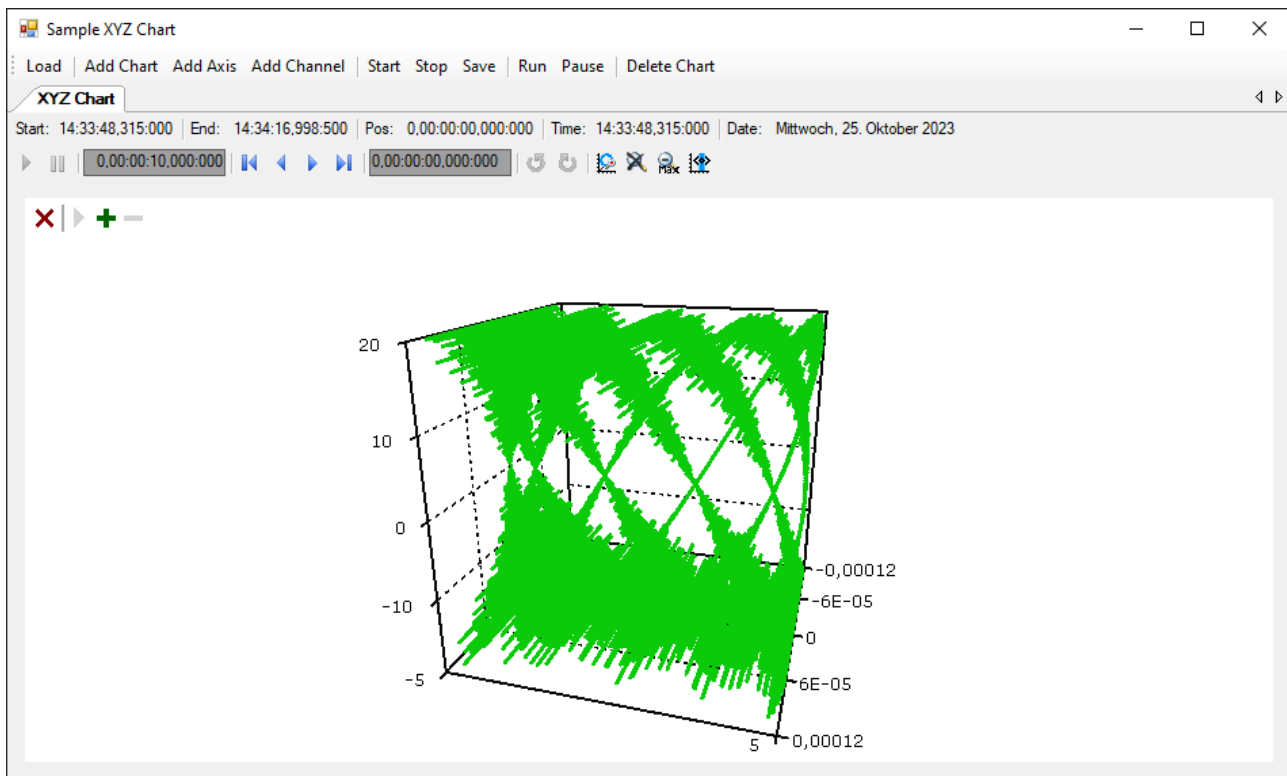 Sample XYZ Chart
Load Add Chart Add Axis Add Channel Start Stop Save Run Pause Delete Chart
XYZ Chart
Start: 14:33:48,315:000 End: 14:34:16,998:500 Pos: 0,00:00:00,000:000 Time: 14:33:48,315:000 Date: Mittwoch, 25. Oktober 2023
0,00:00:10,000:000 0,00:00:00,000:000 Max
20
10
0
-10
-5
-0,00012
-6E-05
0
6E-05
5 0,00012